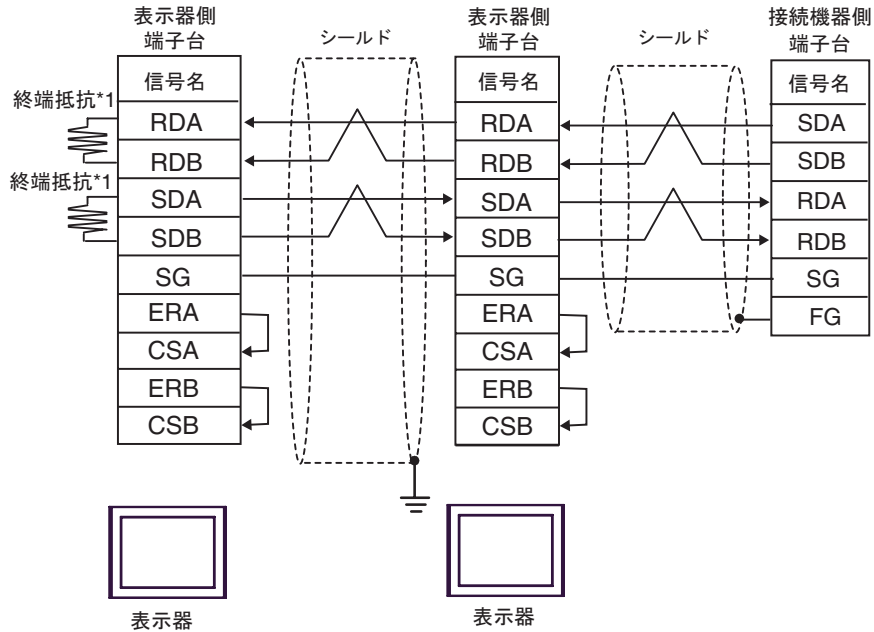 表示器側
端子台
信号名
RDA
RDB
SDA
SDB
SG
ERA
CSA
ERB
CSB
終端抵抗*1
終端抵抗*1
シールド
表示器側
端子台
信号名
RDA
RDB
SDA
SDB
SG
ERA
CSA
ERB
CSB
シールド
接続機器側
端子台
信号名
SDA
SDB
RDA
RDB
SG
FG
表示器
表示器